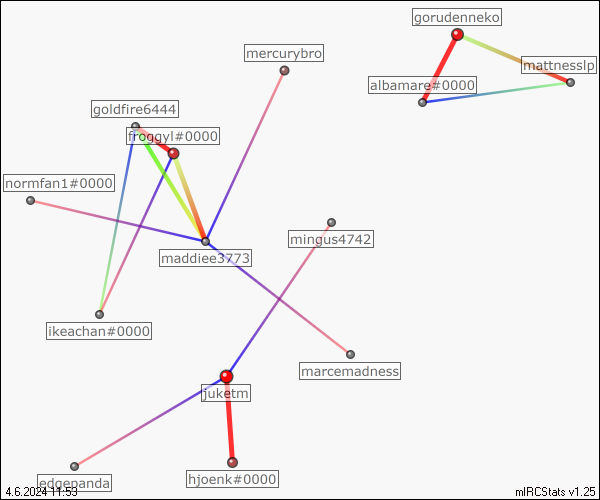 gorudenneko
mercurybro
mattnesslp
albamare#0000
goldfire6444
froggyl#0000
normfan1#0000
mingus4742
maddiee3773
ikeachan#0000
marcemadness
juketm
hjoenk#0000
edgepanda
4.6.2024 11:53
mIRCStats v1.25